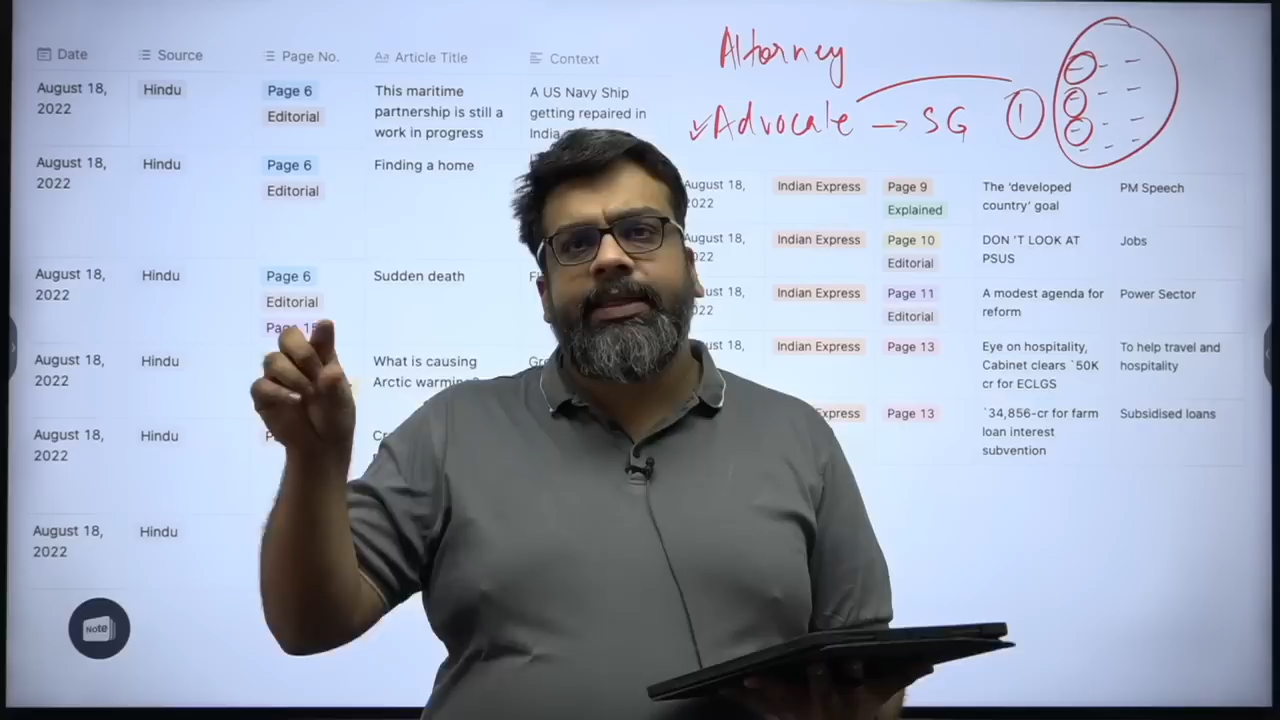 Date
Source
Page No.
Aa Article Title
Context
August 18,
2022
Hindu
Page 6
Editorial
This maritime
partnership is still a
work in progress
A US Navy Ship
getting repaired in
India
August 18,
2022
Hindu
Page 6
Editorial
Finding a home
August 18,
2022
Hindu
Page 6
Editorial
Sudden death
August 18,
2022
Hindu
What is causing
Arctic warming?
August 18,
2022
Hindu
August 18,
2022
Hindu
Note
Attorney
Advocate → SG
1
August 18,
2022
Indian Express
Page 9
Explained
The ‘developed
country’ goal
PM Speech
August 18,
2022
Indian Express
Page 10
Editorial
DON ’T LOOK AT
PSUS
Jobs
18,
Indian Express
Page 11
Editorial
A modest agenda for
reform
Power Sector
18,
Indian Express
Page 13
Eye on hospitality,
Cabinet clears `50K
cr for ECLGS
To help travel and
hospitality
Express
Page 13
`34,856-cr for farm
loan interest
subvention
Subsidised loans